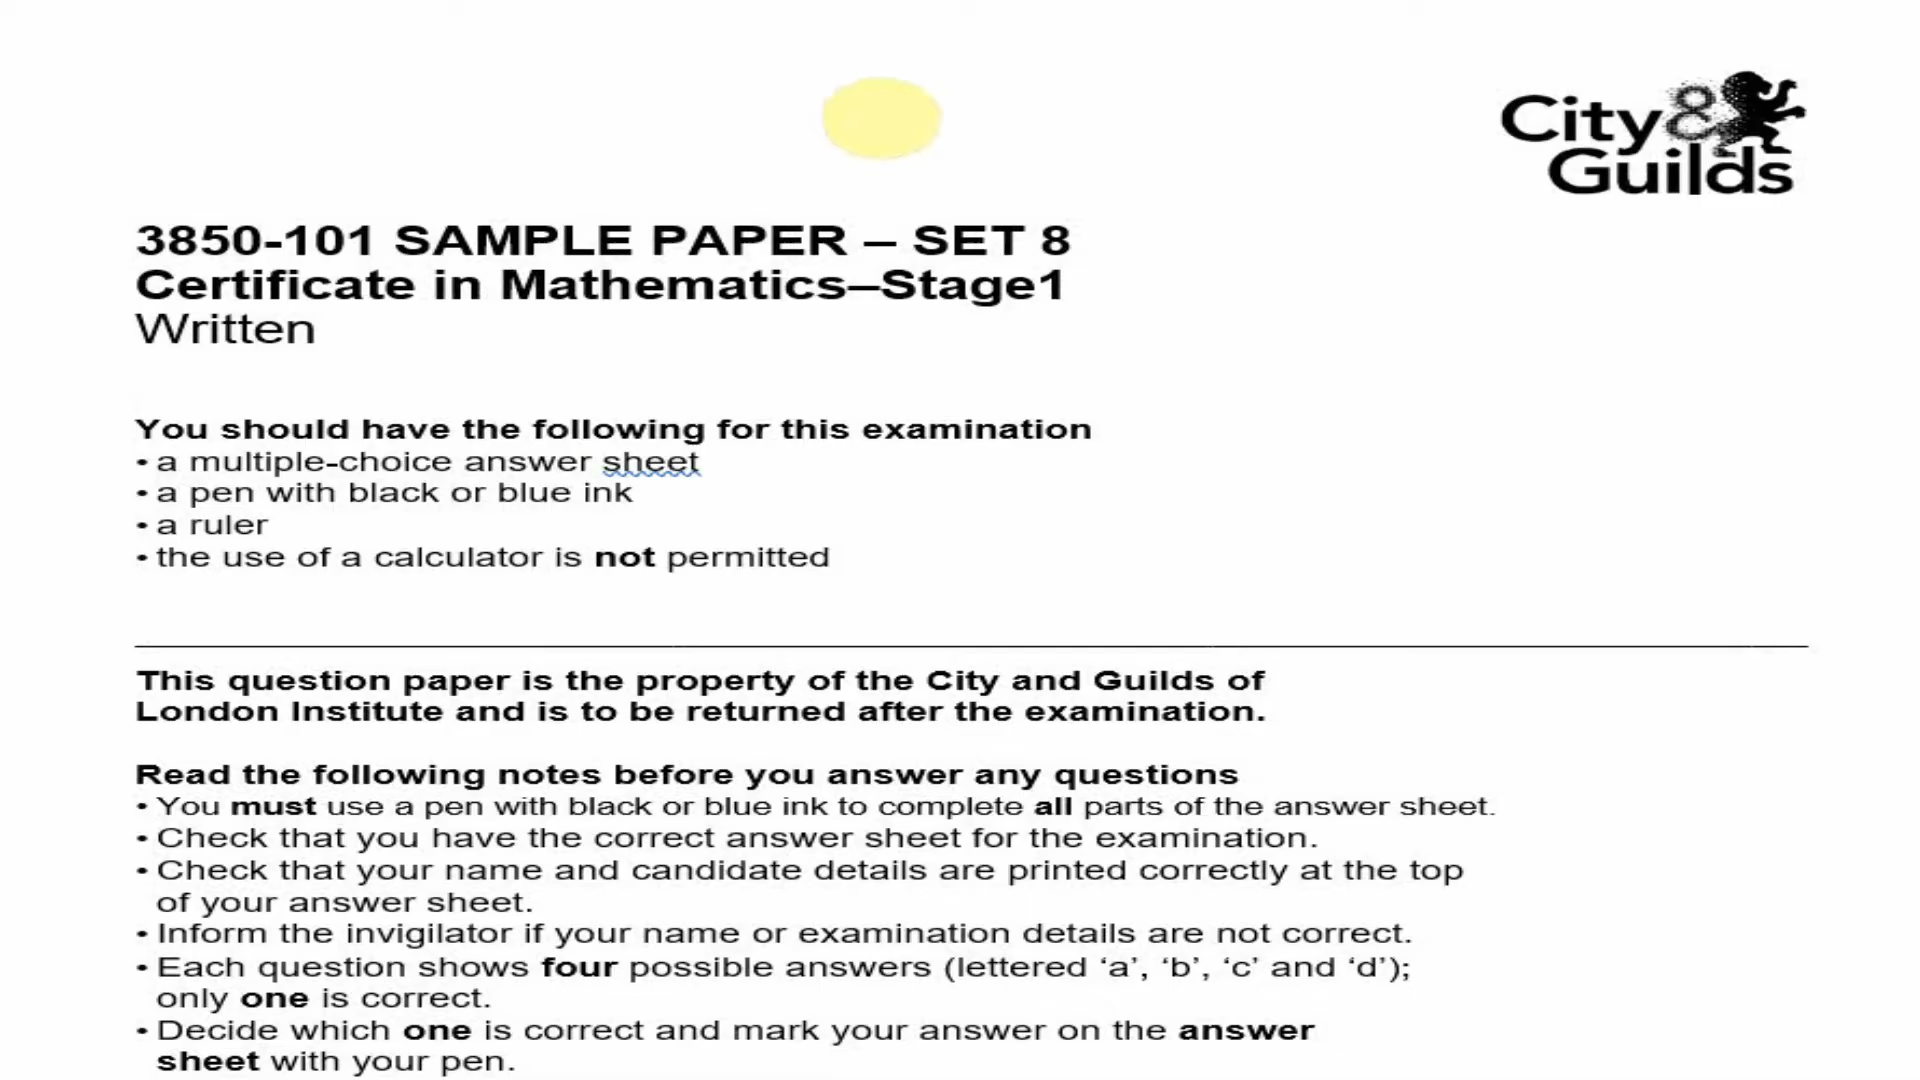 City &
Guilds
3850-101 SAMPLE PAPER – SET 8
Certificate in Mathematics–Stage1
Written
You should have the following for this examination
• a multiple-choice answer sheet
• a pen with black or blue ink
• a ruler
• the use of a calculator is not permitted
This question paper is the property of the City and Guilds of
London Institute and is to be returned after the examination.
Read the following notes before you answer any questions
• You must use a pen with black or blue ink to complete all parts of the answer sheet.
• Check that you have the correct answer sheet for the examination.
• Check that your name and candidate details are printed correctly at the top
of your answer sheet.
• Inform the invigilator if your name or examination details are not correct.
• Each question shows four possible answers (lettered ‘a’, ‘b’, ‘c’ and ‘d’);
only one is correct.
• Decide which one is correct and mark your answer on the answer
sheet with your pen.